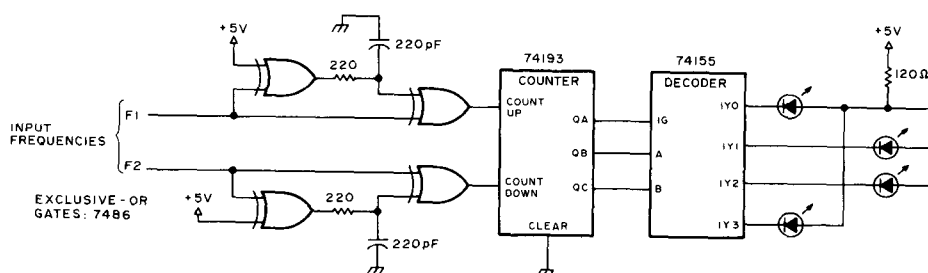 +5V
220
220pF
F1
INPUT
FREQUENCIES
F2
EXCLUSIVE-OR
GATES: 7486
+5V
220
220pF
74193
COUNTER
COUNT
UP
QA
QB
QC
COUNT
DOWN
CLEAR
74155
DECODER
1G
A
B
1Y0
1Y1
1Y2
1Y3
+5V
120Ω